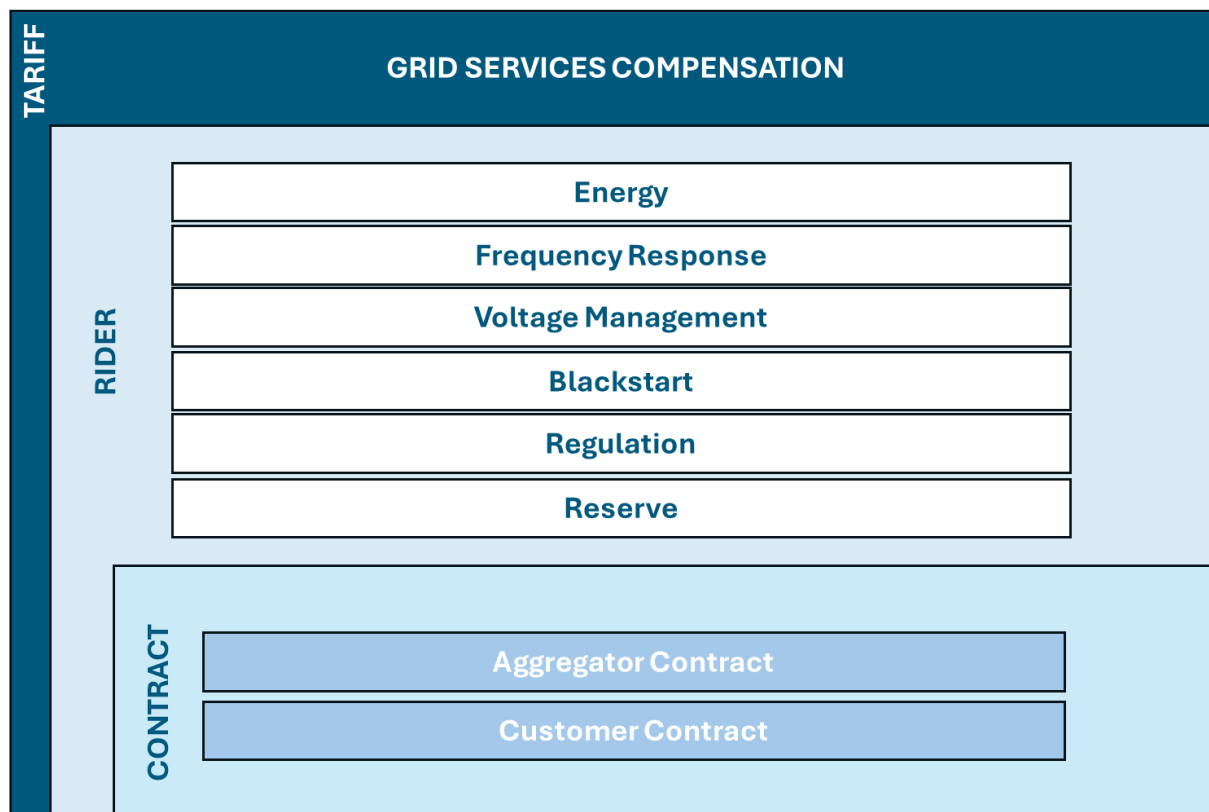 TARIFF
GRID SERVICES COMPENSATION
RIDER
Energy
Frequency Response
Voltage Management
Blackstart
Regulation
Reserve
CONTRACT
Aggregator Contract
Customer Contract